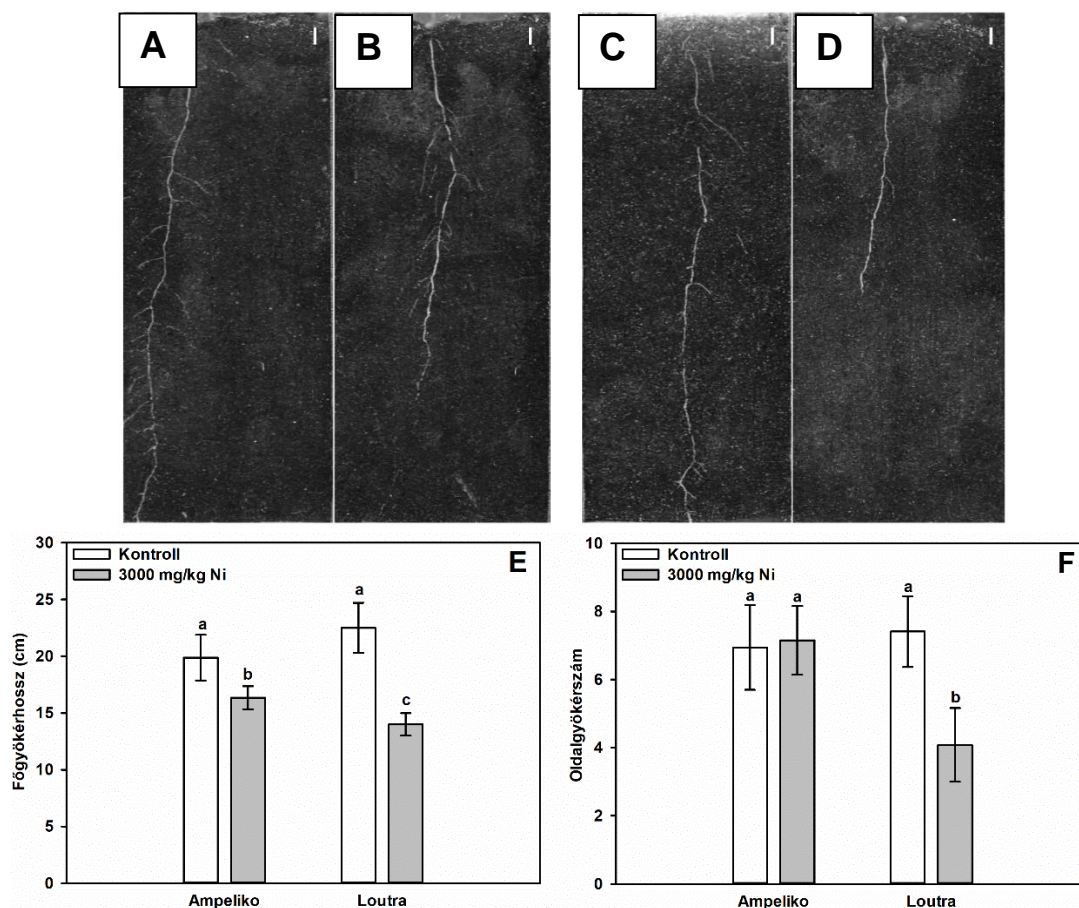 A
B
C
D
Főgyökérhossz (cm)
30
25
20
15
10
5
0
Kontroll
3000 mg/kg Ni
E
a
b
a
c
Ampeliko
Loutra
Oldalgyökérszám
10
8
6
4
2
0
Kontroll
3000 mg/kg Ni
F
a
a
a
b
Ampeliko
Loutra